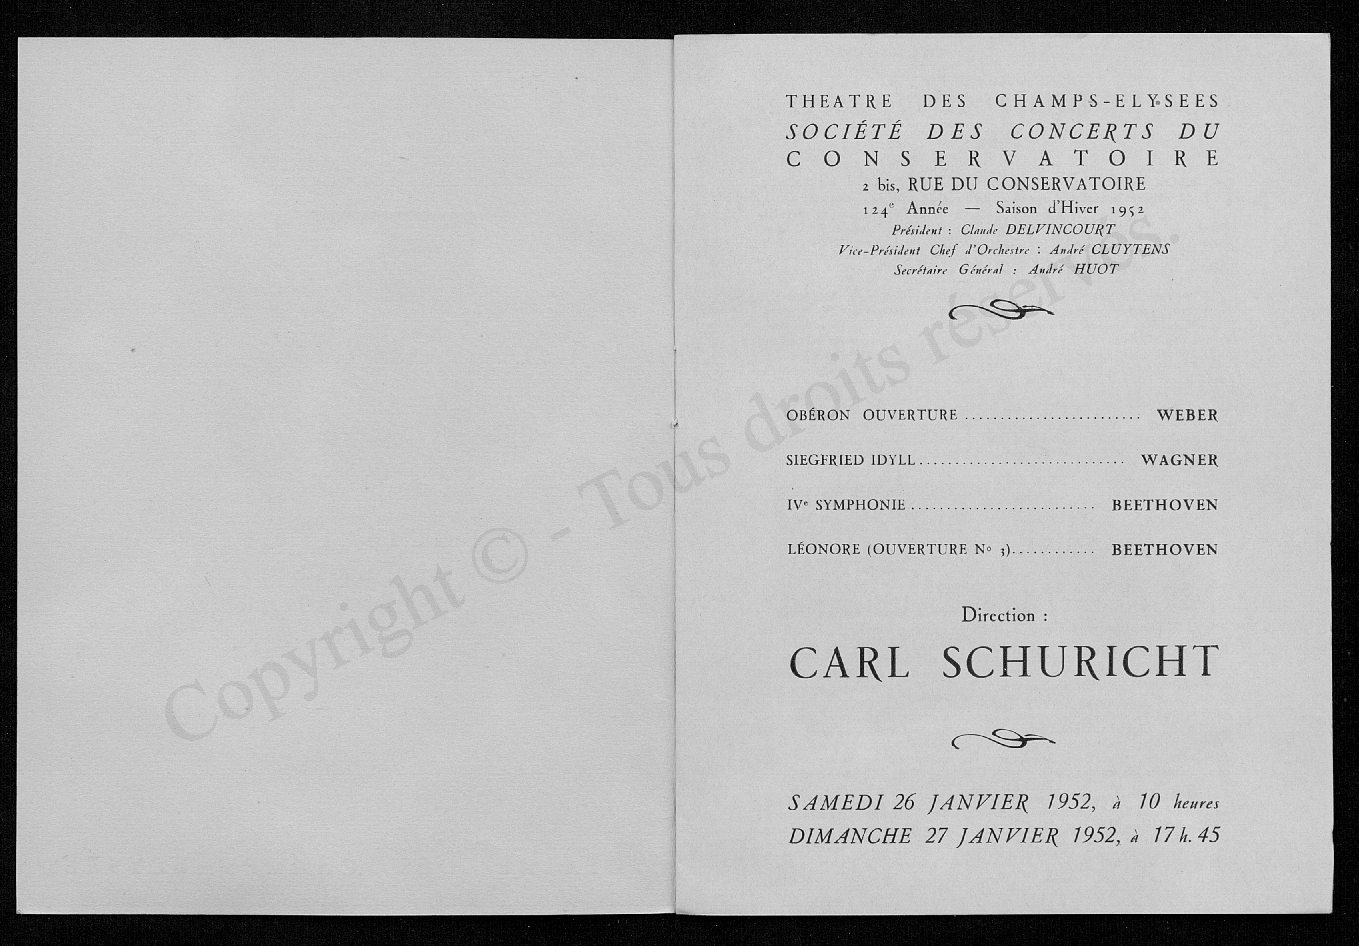 THEATRE DES CHAMPS-ELYSEES
SOCIÉTÉ DES CONCERTS DU
CONSERVATOIRE
2 bis, RUE DU CONSERVATOIRE
124e Année — Saison d'Hiver 1952
Président : Claude DELVINCOURT
Vice-Président Chef d'Orchestre : André CLUYTENS
Secrétaire Général : André HUOT
OBÉRON OUVERTURE ......................... WEBER
SIEGFRIED IDYLL ............................. WAGNER
IVe SYMPHONIE .......................... BEETHOVEN
LÉONORE (OUVERTURE No 3) ............ BEETHOVEN
Direction :
CARL SCHURICHT
SAMEDI 26 JANVIER 1952, à 10 heures
DIMANCHE 27 JANVIER 1952, à 17 h. 45
Copyright © - Tous droits réservés.